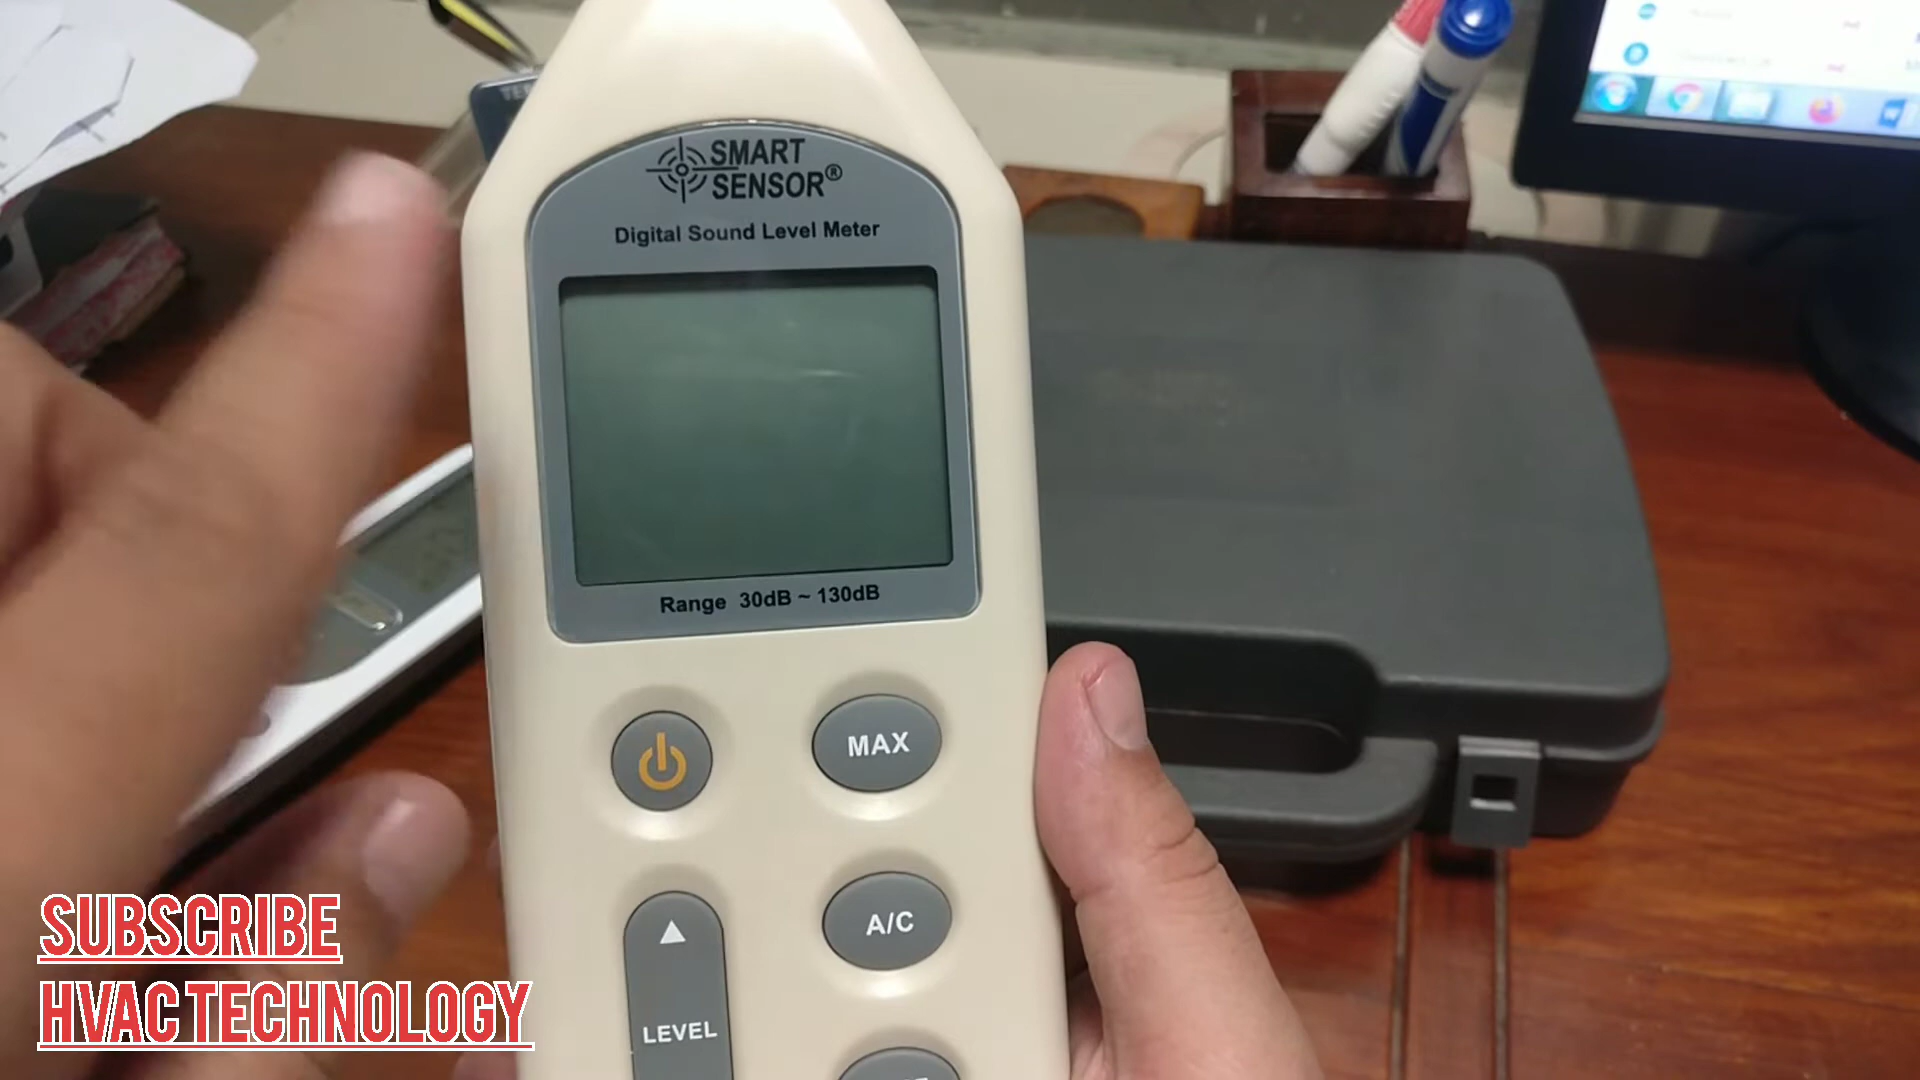 SMART
SENSOR®
Digital Sound Level Meter
Range 30dB ~ 130dB
MAX
A/C
LEVEL
SUBSCRIBE
HVAC TECHNOLOGY